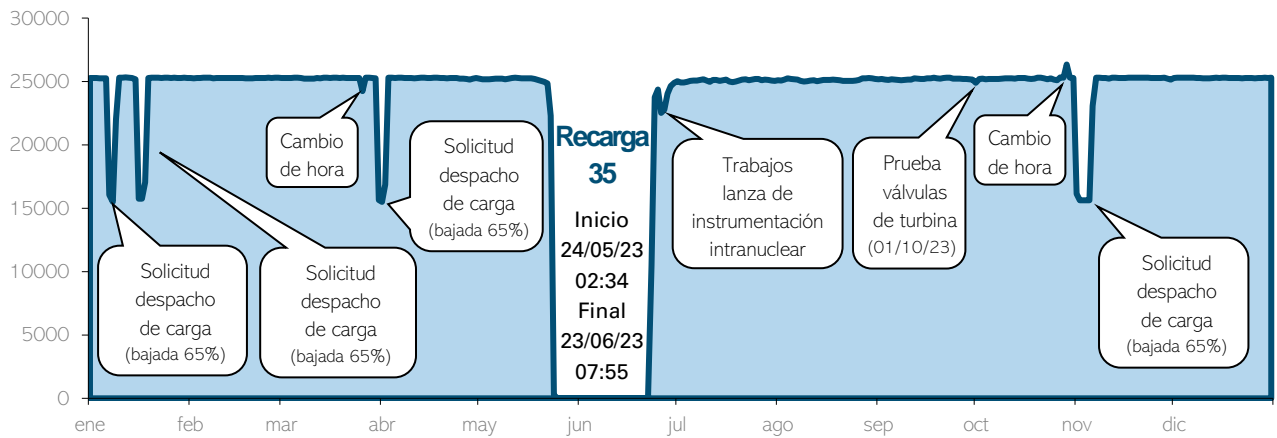 30000
25000
20000
15000
10000
5000
0
Solicitud
despacho
de carga
(bajada 65%)
Solicitud
despacho
de carga
(bajada 65%)
Cambio
de hora
Solicitud
despacho
de carga
(bajada 65%)
Recarga
35
Inicio
24/05/23
02:34
Final
23/06/23
07:55
Trabajos
lanza de
instrumentación
intranuclear
Prueba
válvulas
de turbina
(01/10/23)
Cambio
de hora
Solicitud
despacho
de carga
(bajada 65%)
ene feb mar abr may jun jul ago sep oct nov dic